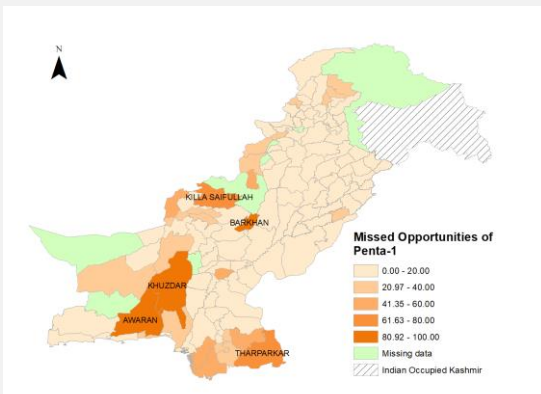 N
KILLA SAIFULLAH
BARKHAN
KHUZDAR
AWARAN
THARPARKAR
Missed Opportunities of
Penta-1
0.00 - 20.00
20.97 - 40.00
41.35 - 60.00
61.63 - 80.00
80.92 - 100.00
Missing data
Indian Occupied Kashmir